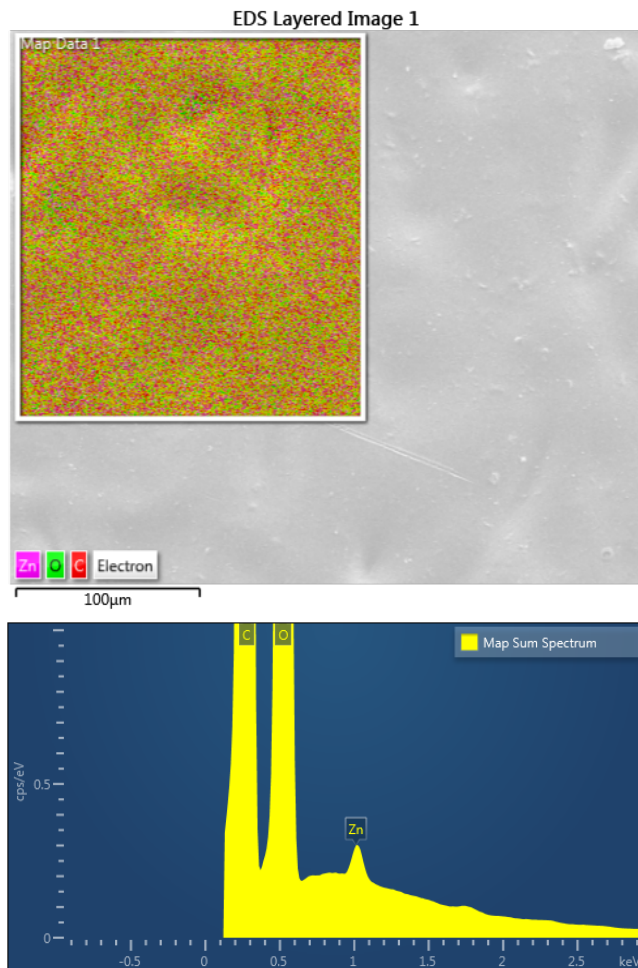 EDS Layered Image 1
Map Data 1
Zn O C Electron
100µm
C O Map Sum Spectrum
cps/eV
0.5
Zn
0
-0.5 0 0.5 1 1.5 2 2.5 keV